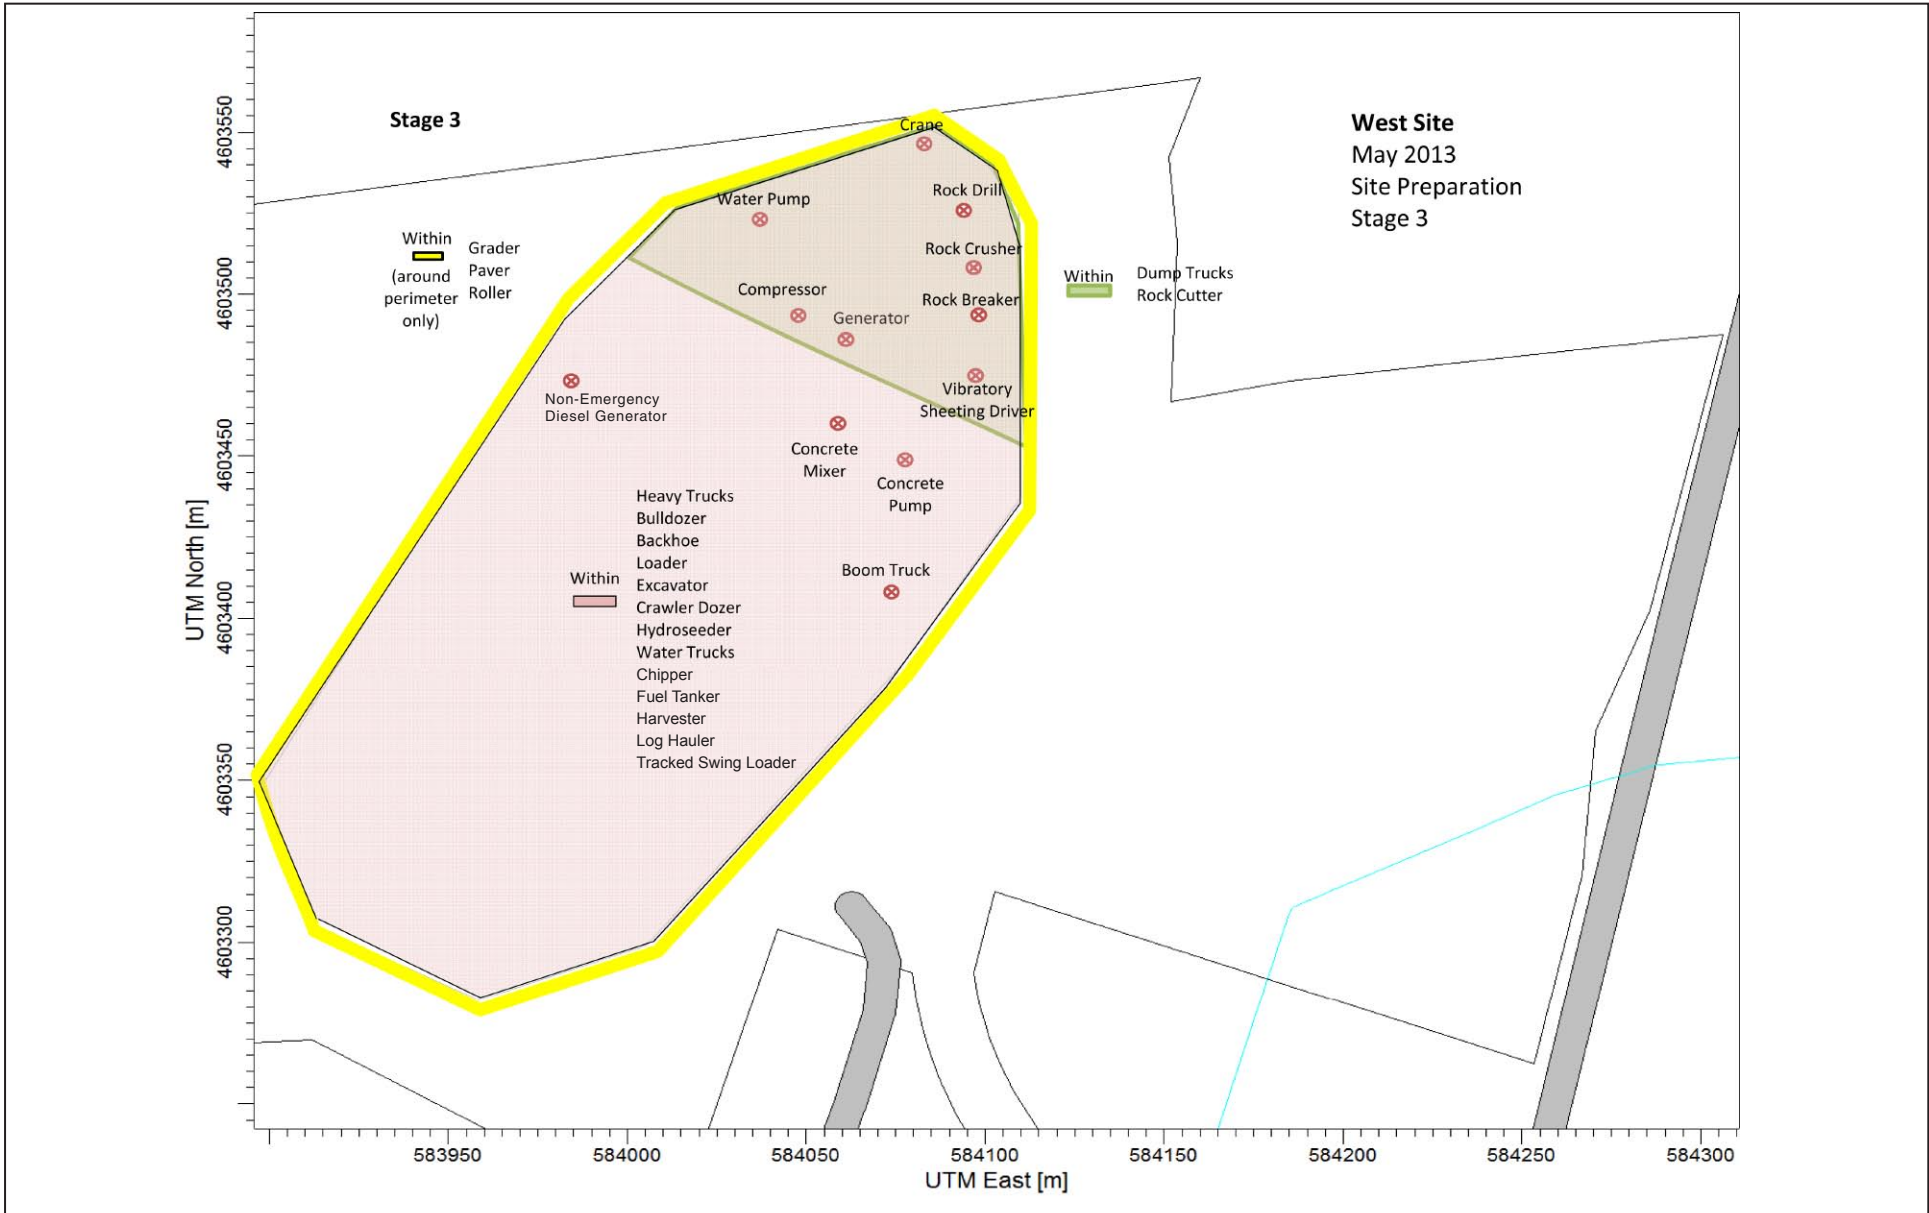 Stage 3
West Site
May 2013
Site Preparation
Stage 3
Crane
Water Pump
Rock Drill
Within
(around
perimeter
only)
Grader
Paver
Roller
Rock Crusher
Within
Dump Trucks
Rock Cutter
Compressor
Rock Breaker
Generator
Vibratory
Sheeting Driver
Non-Emergency
Diesel Generator
Concrete
Mixer
Concrete
Pump
Boom Truck
Within
Heavy Trucks
Bulldozer
Backhoe
Loader
Excavator
Crawler Dozer
Hydroseeder
Water Trucks
Chipper
Fuel Tanker
Harvester
Log Hauler
Tracked Swing Loader
UTM North [m]
4603550
4603500
4603450
4603400
4603350
4603300
583950
584000
584050
584100
584150
584200
584250
584300
UTM East [m]